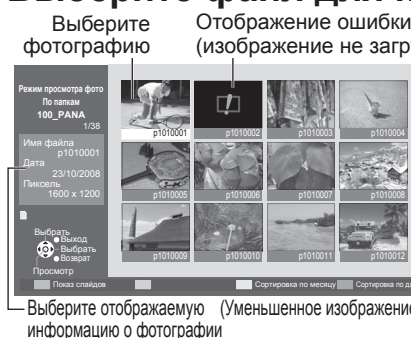 Выберите файл для п
Выберите
фотографию
Отображение ошибки
(изображение не загр
Режим просмотра фото
По папкам
100_PANA
1/38
Имя файла
p1010001
Дата
23/10/2008
Пиксель
1600 x 1200
Выбрать
Выход
Выбрать
Возврат
Просмотр
p1010001
p1010002
p1010003
p1010004
p1010005
p1010006
p1010007
p1010008
p1010009
p1010010
p1010011
p1010012
Показ слайдов
Сортировка по месяцу
Сортировка по да
Выберите отображаемую
информацию о фотографии
(Уменьшенное изображение